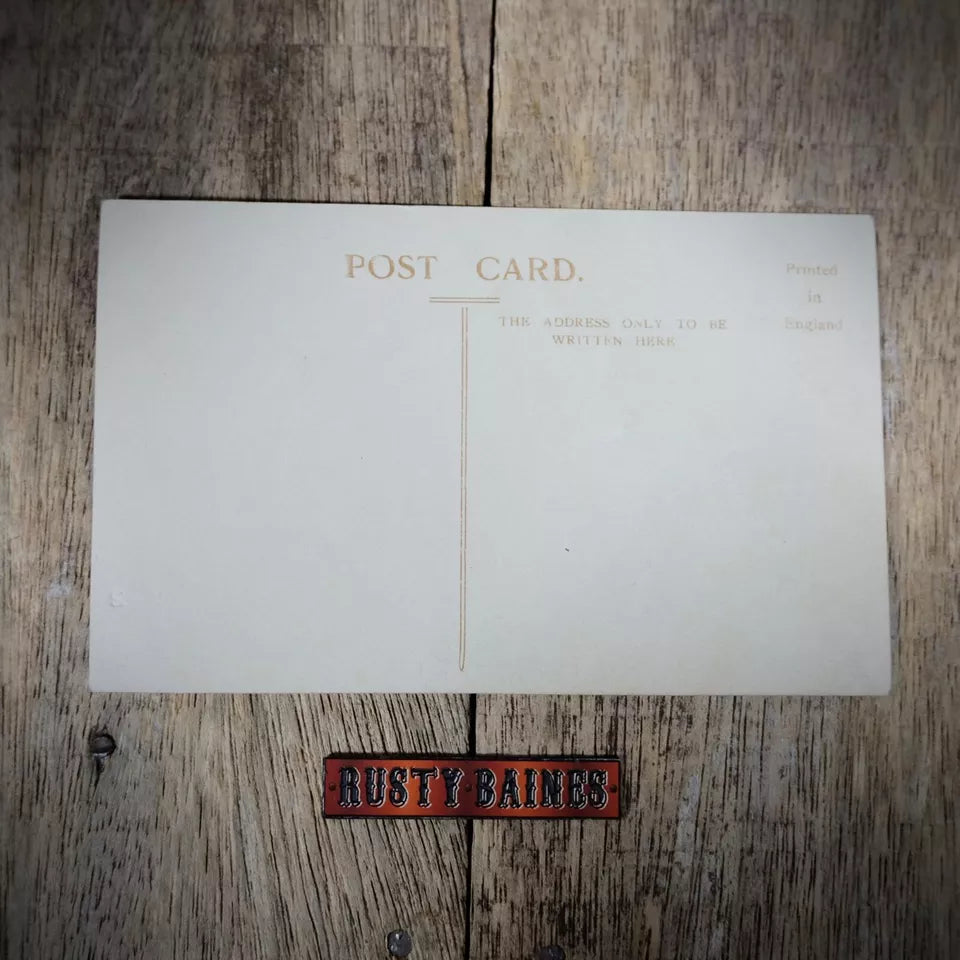 POST CARD.
THE ADDRESS ONLY TO BE
WRITTEN HERE
Printed
in
England
RUSTY·BAINES